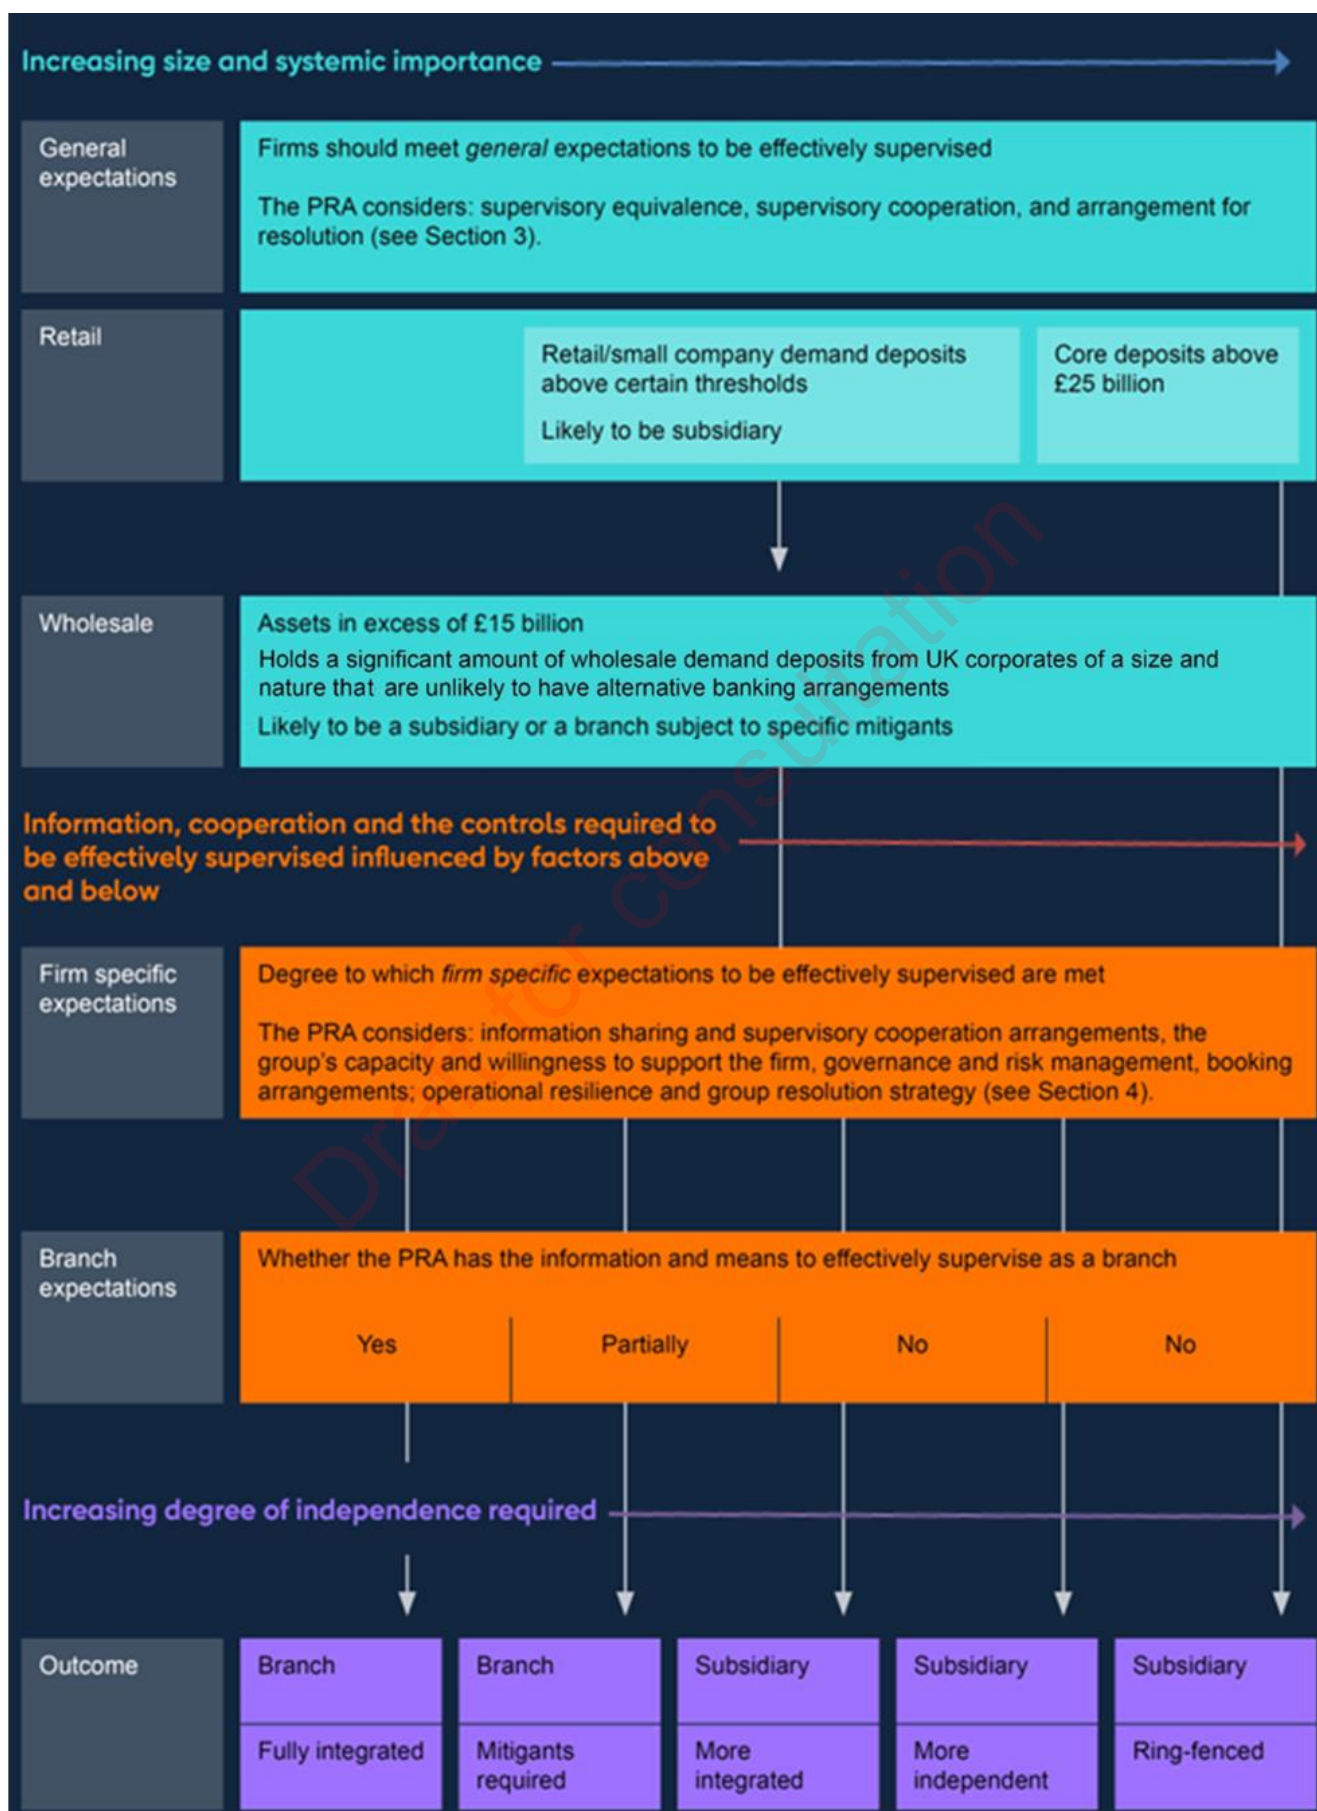 Increasing size and systemic importance
General
expectations
Firms should meet general expectations to be effectively supervised
The PRA considers: supervisory equivalence, supervisory cooperation, and arrangement for
resolution (see Section 3).
Retail
Retail/small company demand deposits
above certain thresholds
Likely to be subsidiary
Core deposits above
£25 billion
Wholesale
Assets in excess of £15 billion
Holds a significant amount of wholesale demand deposits from UK corporates of a size and
nature that are unlikely to have alternative banking arrangements
Likely to be a subsidiary or a branch subject to specific mitigants
Information, cooperation and the controls required to
be effectively supervised influenced by factors above
and below
Firm specific
expectations
Degree to which firm specific expectations to be effectively supervised are met
The PRA considers: information sharing and supervisory cooperation arrangements, the
group's capacity and willingness to support the firm, governance and risk management, booking
arrangements; operational resilience and group resolution strategy (see Section 4).
Branch
expectations
Whether the PRA has the information and means to effectively supervise as a branch
Yes
Partially
No
No
Increasing degree of independence required
Outcome
Branch
Fully integrated
Branch
Mitigants
required
Subsidiary
More
integrated
Subsidiary
More
independent
Subsidiary
Ring-fenced
Draft for consultation